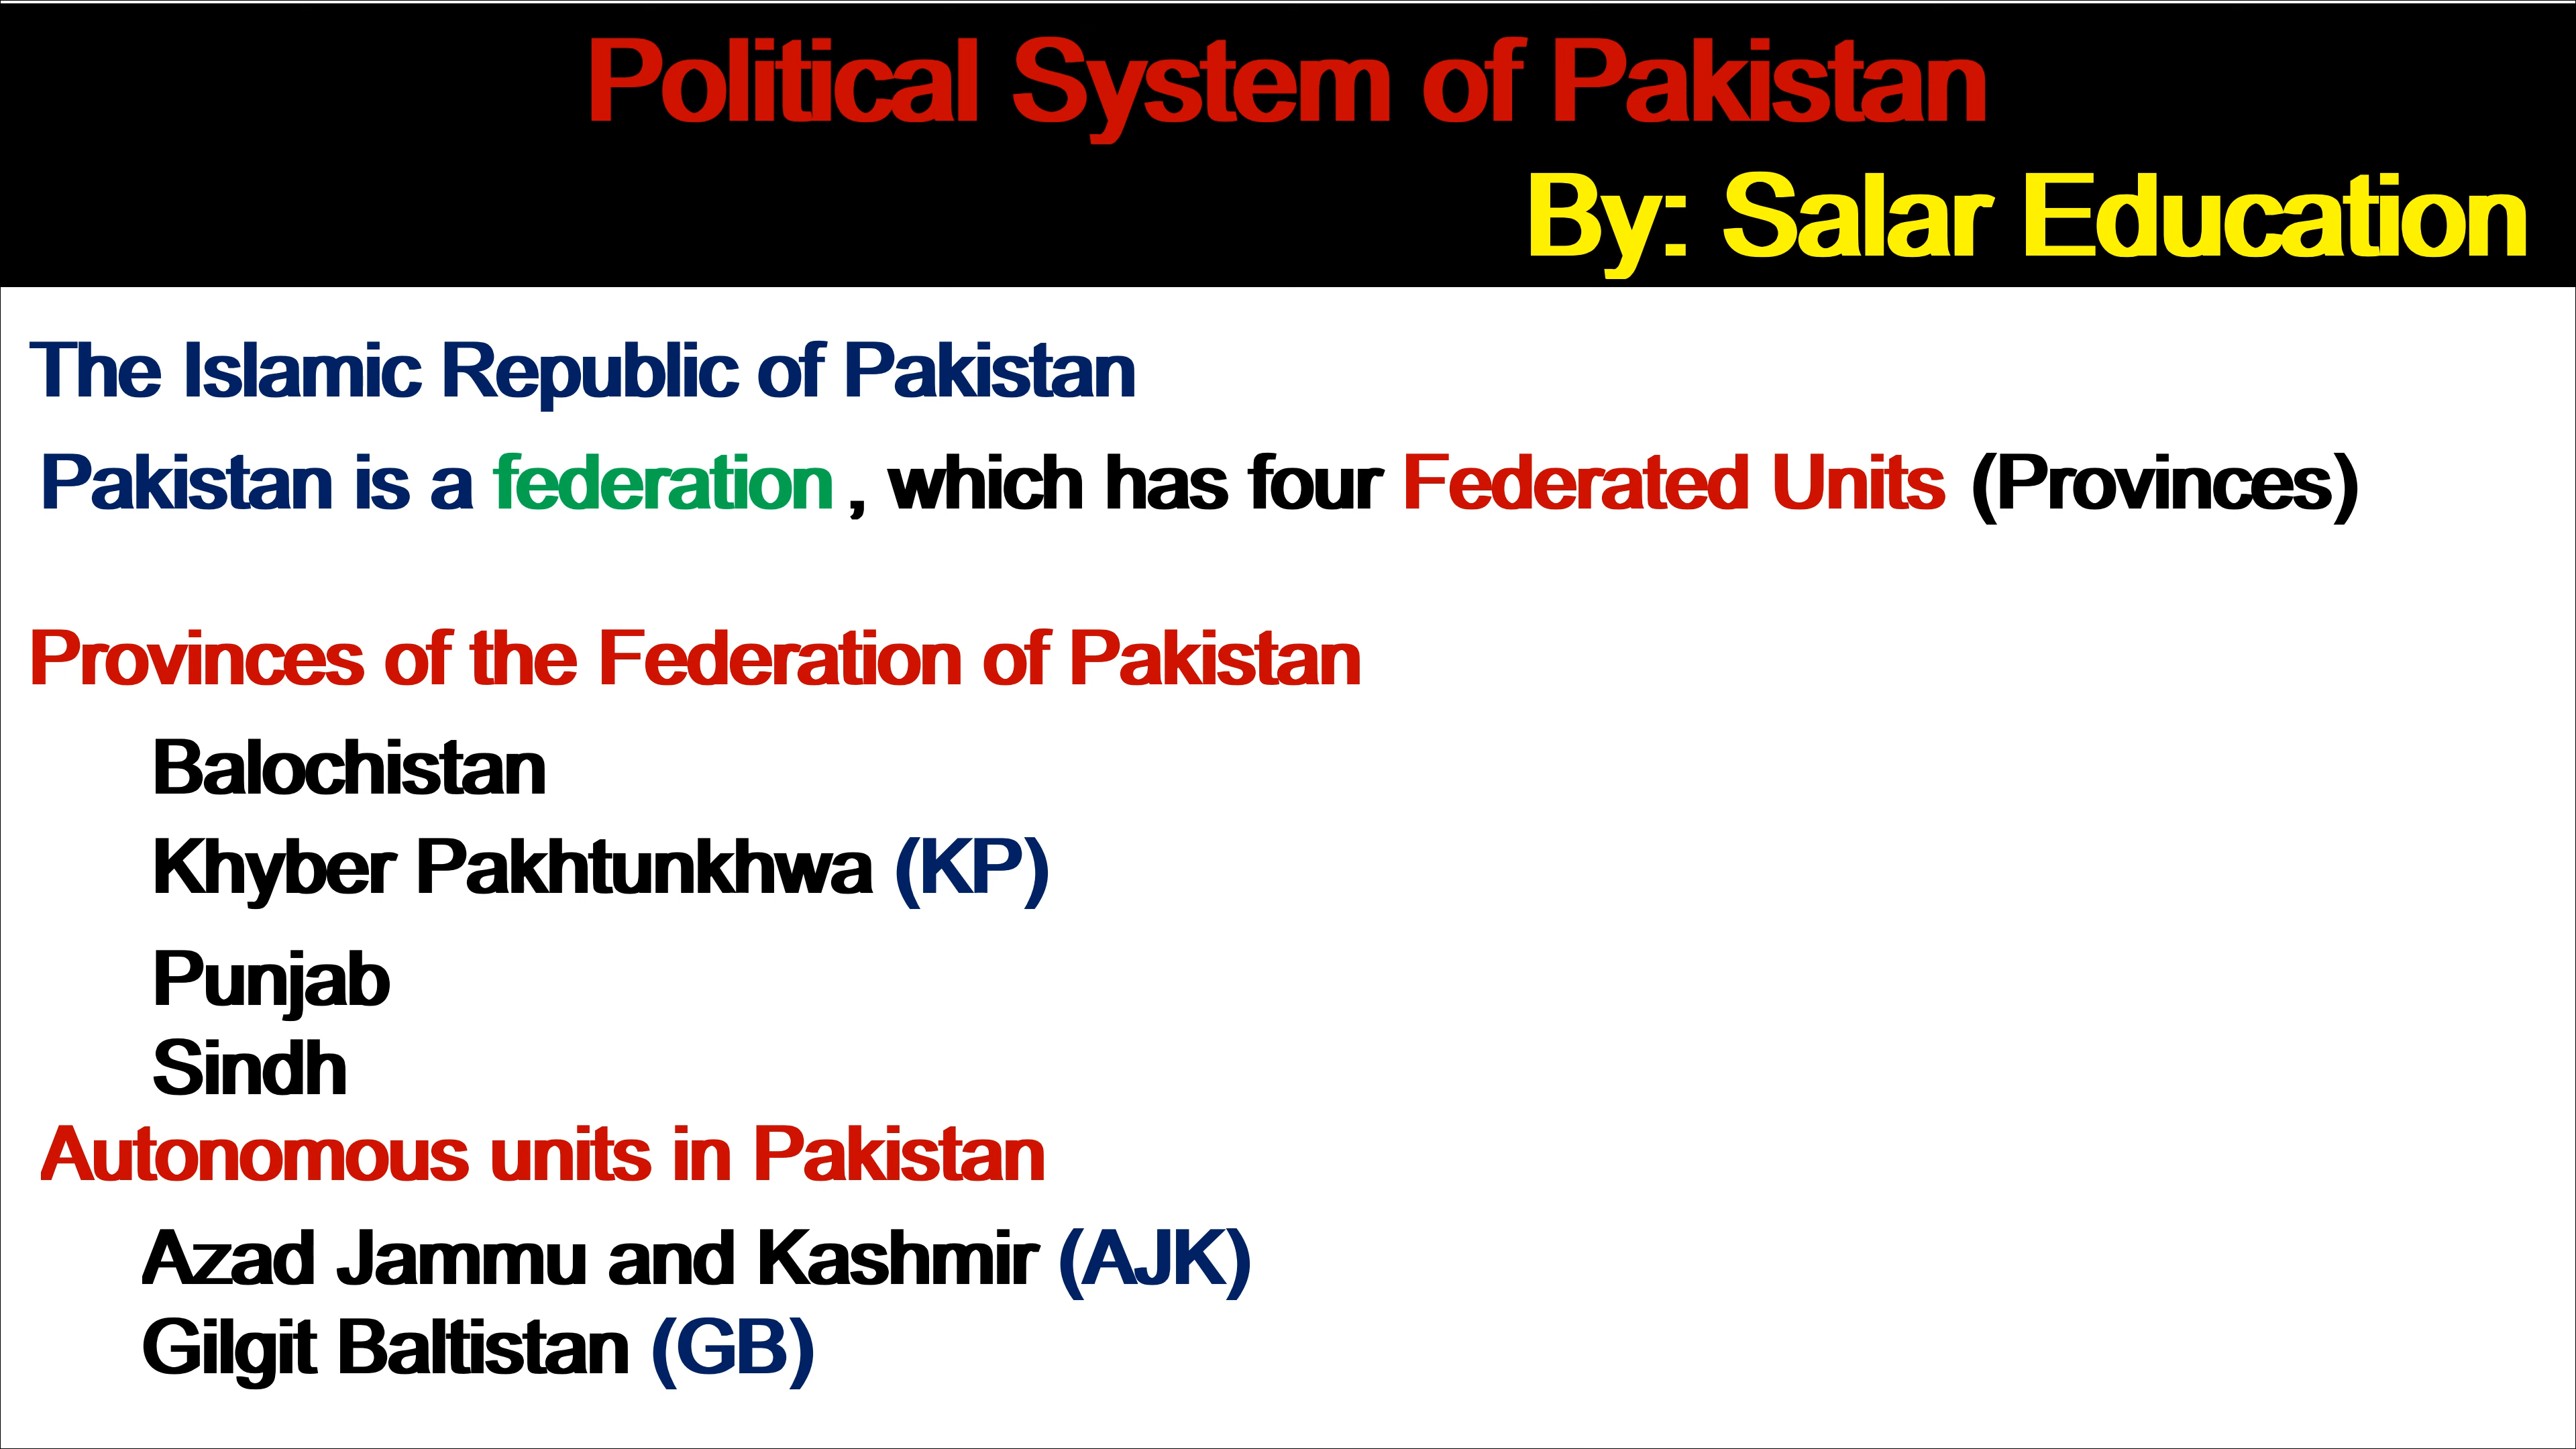 Political System of Pakistan
By: Salar Education
The Islamic Republic of Pakistan
Pakistan is a federation , which has four Federated Units (Provinces)
Provinces of the Federation of Pakistan
Balochistan
Khyber Pakhtunkhwa (KP)
Punjab
Sindh
Autonomous units in Pakistan
Azad Jammu and Kashmir (AJK)
Gilgit Baltistan (GB)